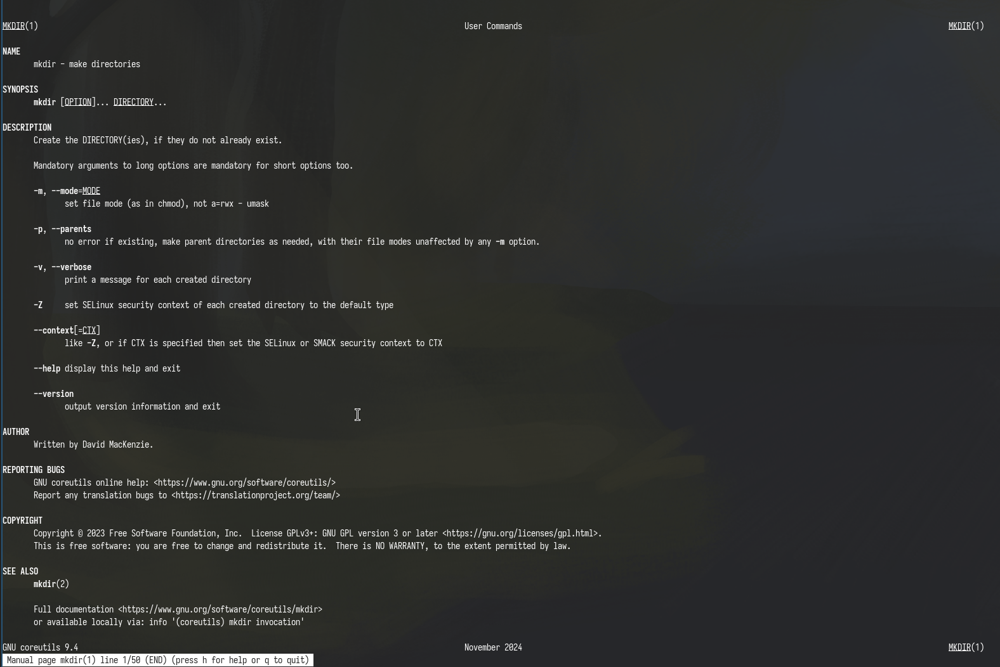 MKDIR(1) User Commands MKDIR(1)
NAME
mkdir - make directories
SYNOPSIS
mkdir [OPTION]... DIRECTORY...
DESCRIPTION
Create the DIRECTORY(ies), if they do not already exist.
Mandatory arguments to long options are mandatory for short options too.
-m, --mode=MODE
set file mode (as in chmod), not a=rwx - umask
-p, --parents
no error if existing, make parent directories as needed, with their file modes unaffected by any -m option.
-v, --verbose
print a message for each created directory
-Z set SELinux security context of each created directory to the default type
--context[=CTX]
like -Z, or if CTX is specified then set the SELinux or SMACK security context to CTX
--help display this help and exit
--version
output version information and exit
AUTHOR
Written by David MacKenzie.
REPORTING BUGS
GNU coreutils online help: <https://www.gnu.org/software/coreutils/>
Report any translation bugs to <https://translationproject.org/team/>
COPYRIGHT
Copyright © 2023 Free Software Foundation, Inc. License GPLv3+: GNU GPL version 3 or later <https://gnu.org/licenses/gpl.html>.
This is free software: you are free to change and redistribute it. There is NO WARRANTY, to the extent permitted by law.
SEE ALSO
mkdir(2)
Full documentation <https://www.gnu.org/software/coreutils/mkdir>
or available locally via: info '(coreutils) mkdir invocation'
GNU coreutils 9.4 November 2024 MKDIR(1)
Manual page mkdir(1) line 1/50 (END) (press h for help or q to quit)